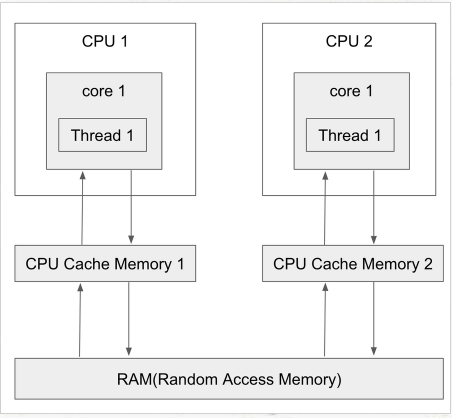 CPU 1
core 1
Thread 1
CPU 2
core 1
Thread 1
CPU Cache Memory 1
CPU Cache Memory 2
RAM(Random Access Memory)